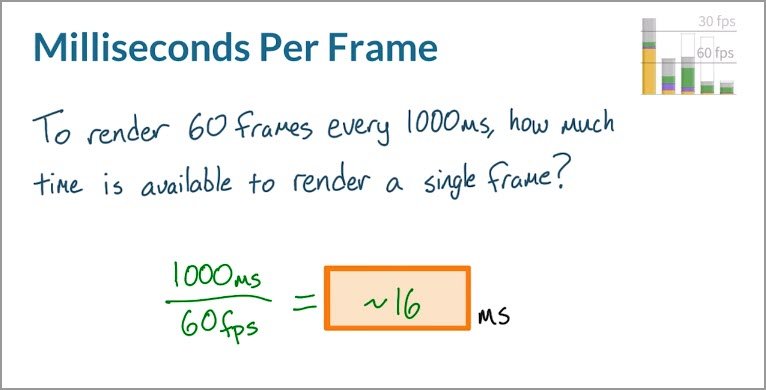 Milliseconds Per Frame
30 fps
60 fps
To render 60 frames every 1000ms, how much
time is available to render a single frame?
1000ms
60fps
=
~16
ms